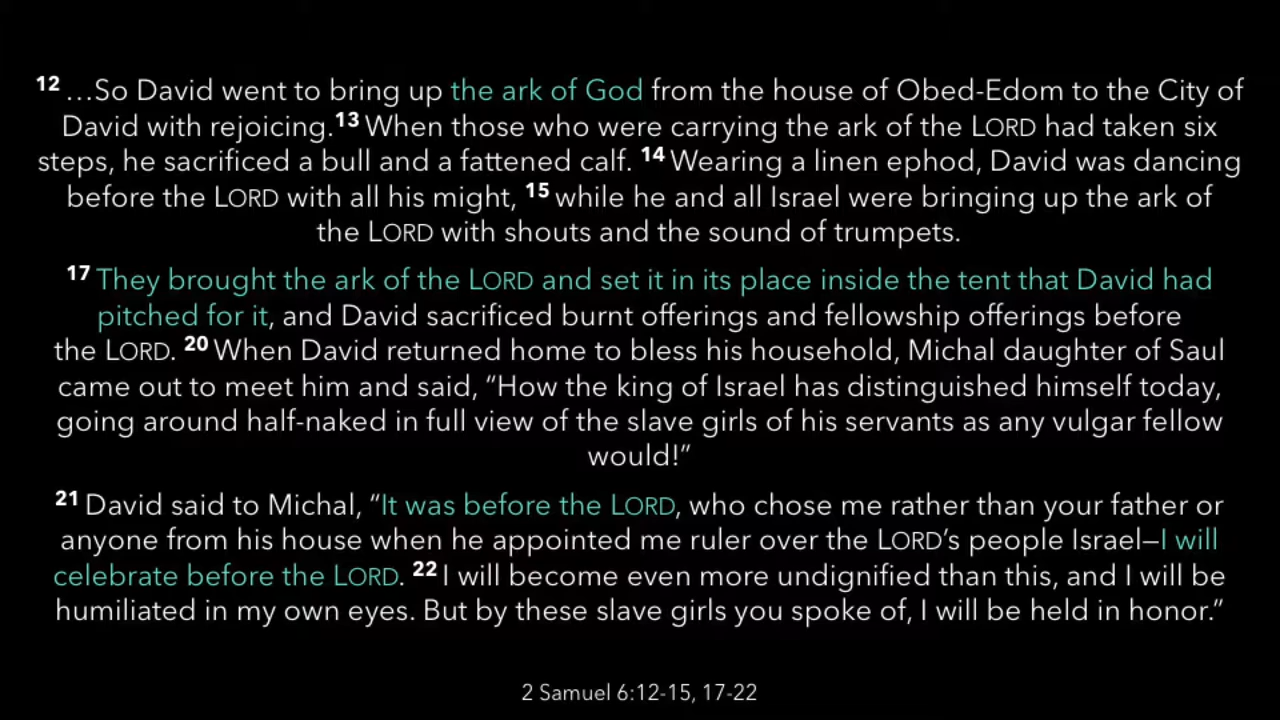 12 …So David went to bring up the ark of God from the house of Obed-Edom to the City of
David with rejoicing.13 When those who were carrying the ark of the LORD had taken six
steps, he sacrificed a bull and a fattened calf. 14 Wearing a linen ephod, David was dancing
before the LORD with all his might, 15 while he and all Israel were bringing up the ark of
the LORD with shouts and the sound of trumpets.
17 They brought the ark of the LORD and set it in its place inside the tent that David had
pitched for it, and David sacrificed burnt offerings and fellowship offerings before
the LORD. 20 When David returned home to bless his household, Michal daughter of Saul
came out to meet him and said, “How the king of Israel has distinguished himself today,
going around half-naked in full view of the slave girls of his servants as any vulgar fellow
would!”
21 David said to Michal, “It was before the LORD, who chose me rather than your father or
anyone from his house when he appointed me ruler over the LORD’s people Israel—I will
celebrate before the LORD. 22 I will become even more undignified than this, and I will be
humiliated in my own eyes. But by these slave girls you spoke of, I will be held in honor.”
2 Samuel 6:12-15, 17-22